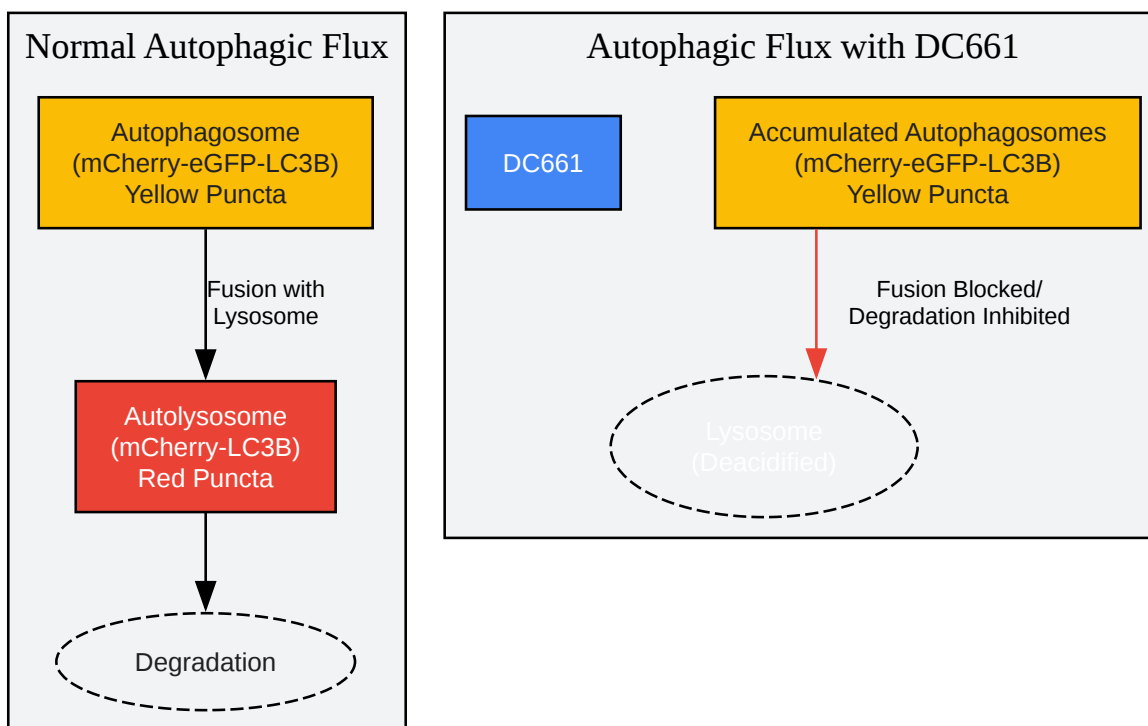 Normal Autophagic Flux
Autophagosome
(mCherry-eGFP-LC3B)
Yellow Puncta
Fusion with
Lysosome
Autolysosome
(mCherry-LC3B)
Red Puncta
Degradation
Autophagic Flux with DC661
DC661
Accumulated Autophagosomes
(mCherry-eGFP-LC3B)
Yellow Puncta
Fusion Blocked/
Degradation Inhibited
Lysosome
(Deacidified)